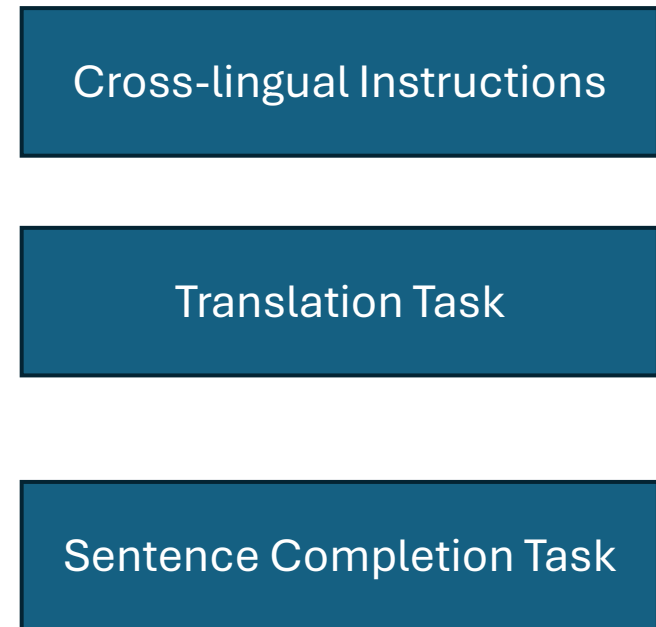 Cross-lingual Instructions
Translation Task
Sentence Completion Task